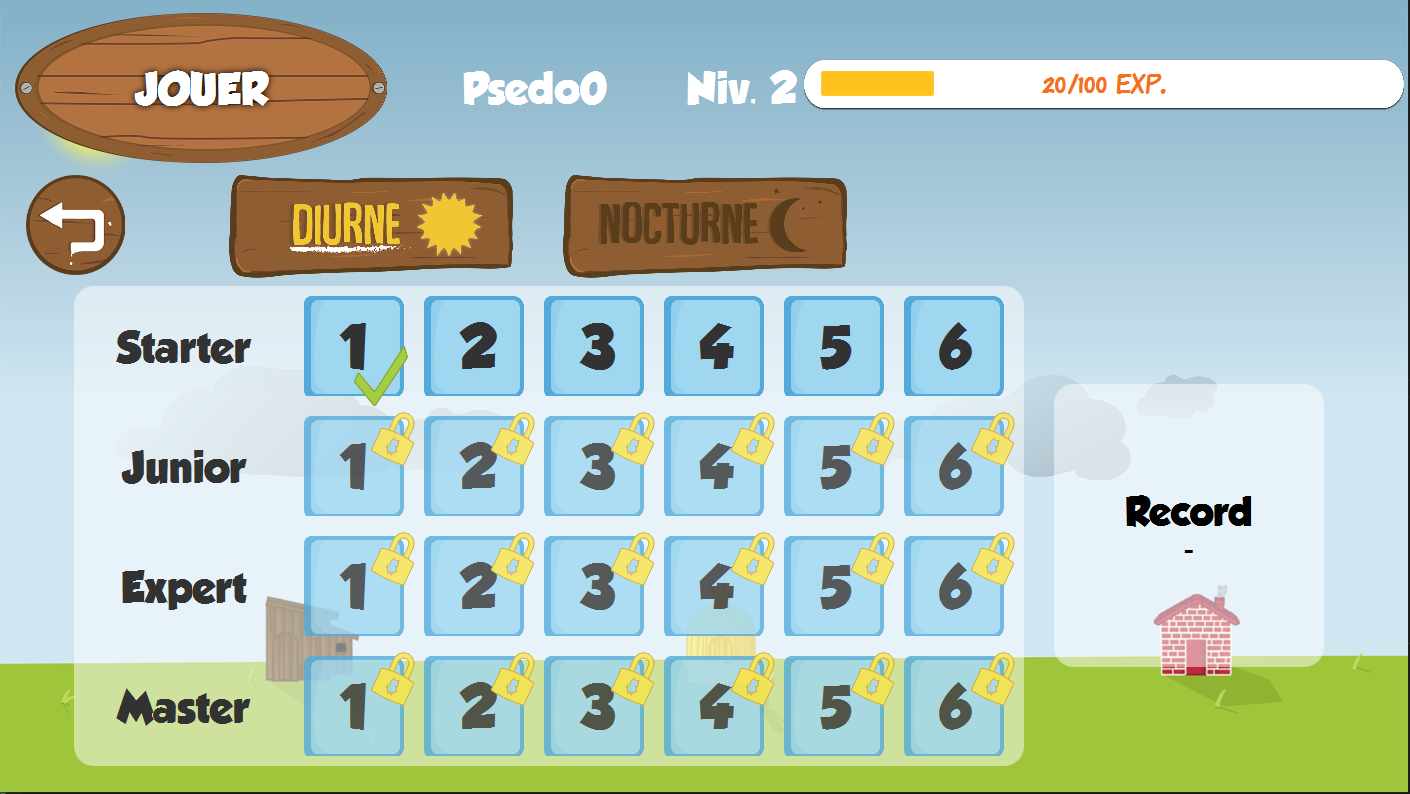 JOUER
Psedo0
Niv. 2
20/100 EXP.
DIURNE
NOCTURNE
Starter 1 2 3 4 5 6
Junior 1 2 3 4 5 6
Expert 1 2 3 4 5 6
Master 1 2 3 4 5 6
Record
-